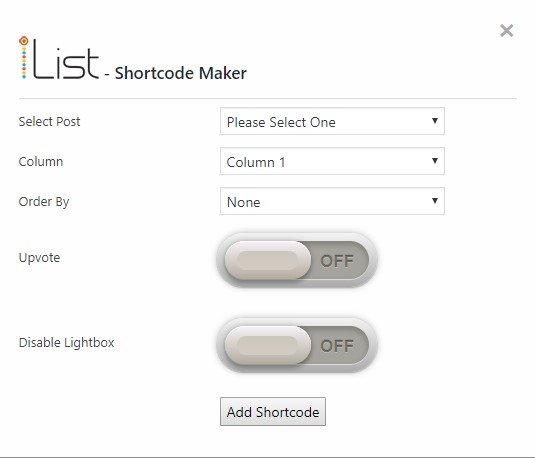 iList - Shortcode Maker
Select Post Please Select One
Column Column 1
Order By None
Upvote OFF
Disable Lightbox OFF
Add Shortcode